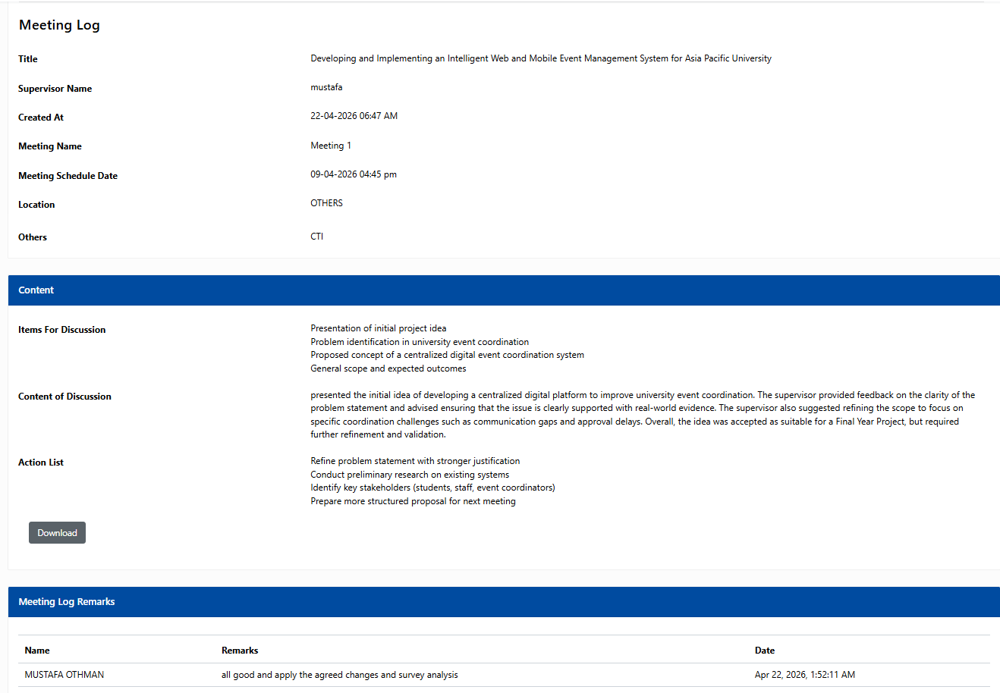 Meeting Log
Title Developing and Implementing an Intelligent Web and Mobile Event Management System for Asia Pacific University
Supervisor Name mustafa
Created At 22-04-2026 06:47 AM
Meeting Name Meeting 1
Meeting Schedule Date 09-04-2026 04:45 pm
Location OTHERS
Others CTI
Content
Items For Discussion Presentation of initial project idea
Problem identification in university event coordination
Proposed concept of a centralized digital event coordination system
General scope and expected outcomes
Content of Discussion presented the initial idea of developing a centralized digital platform to improve university event coordination. The supervisor provided feedback on the clarity of the
problem statement and advised ensuring that the issue is clearly supported with real-world evidence. The supervisor also suggested refining the scope to focus on
specific coordination challenges such as communication gaps and approval delays. Overall, the idea was accepted as suitable for a Final Year Project, but required
further refinement and validation.
Action List Refine problem statement with stronger justification
Conduct preliminary research on existing systems
Identify key stakeholders (students, staff, event coordinators)
Prepare more structured proposal for next meeting
Download
Meeting Log Remarks
Name Remarks Date
MUSTAFA OTHMAN all good and apply the agreed changes and survey analysis Apr 22, 2026, 1:52:11 AM